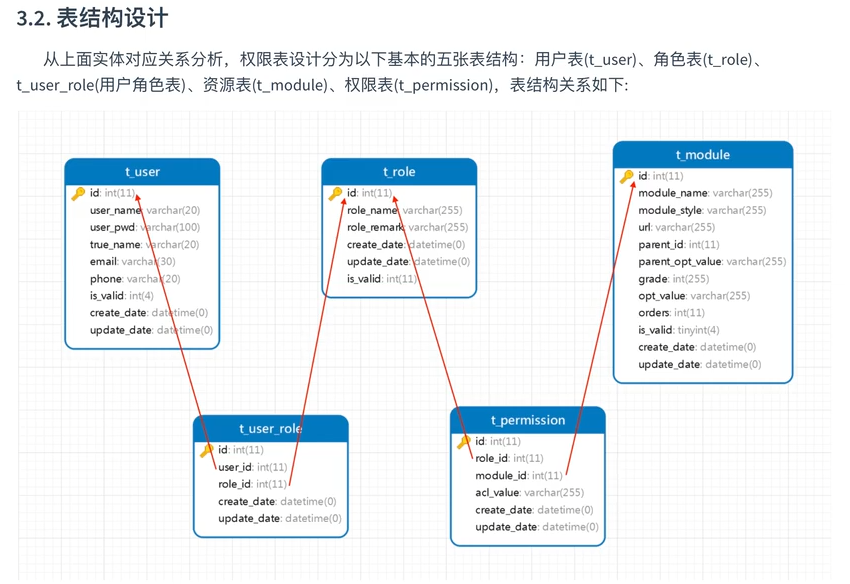 3.2. 表结构设计
从上面实体对应关系分析，权限表设计分为以下基本的五张表结构：用户表(t_user)、角色表(t_role)、
t_user_role(用户角色表)、资源表(t_module)、权限表(t_permission)，表结构关系如下:
t_user
id: int(11)
user_name: varchar(20)
user_pwd: varchar(100)
true_name: varchar(20)
email: varchar(30)
phone: varchar(20)
is_valid: int(4)
create_date: datetime(0)
update_date: datetime(0)
t_role
id: int(11)
role_name: varchar(255)
role_remark: varchar(255)
create_date: datetime(0)
update_date: datetime(0)
is_valid: int(11)
t_module
id: int(11)
module_name: varchar(255)
module_style: varchar(255)
url: varchar(255)
parent_id: int(11)
parent_opt_value: varchar(255)
grade: int(255)
opt_value: varchar(255)
orders: int(11)
is_valid: tinyint(4)
create_date: datetime(0)
update_date: datetime(0)
t_user_role
id: int(11)
user_id: int(11)
role_id: int(11)
create_date: datetime(0)
update_date: datetime(0)
t_permission
id: int(11)
role_id: int(11)
module_id: int(11)
acl_value: varchar(255)
create_date: datetime(0)
update_date: datetime(0)